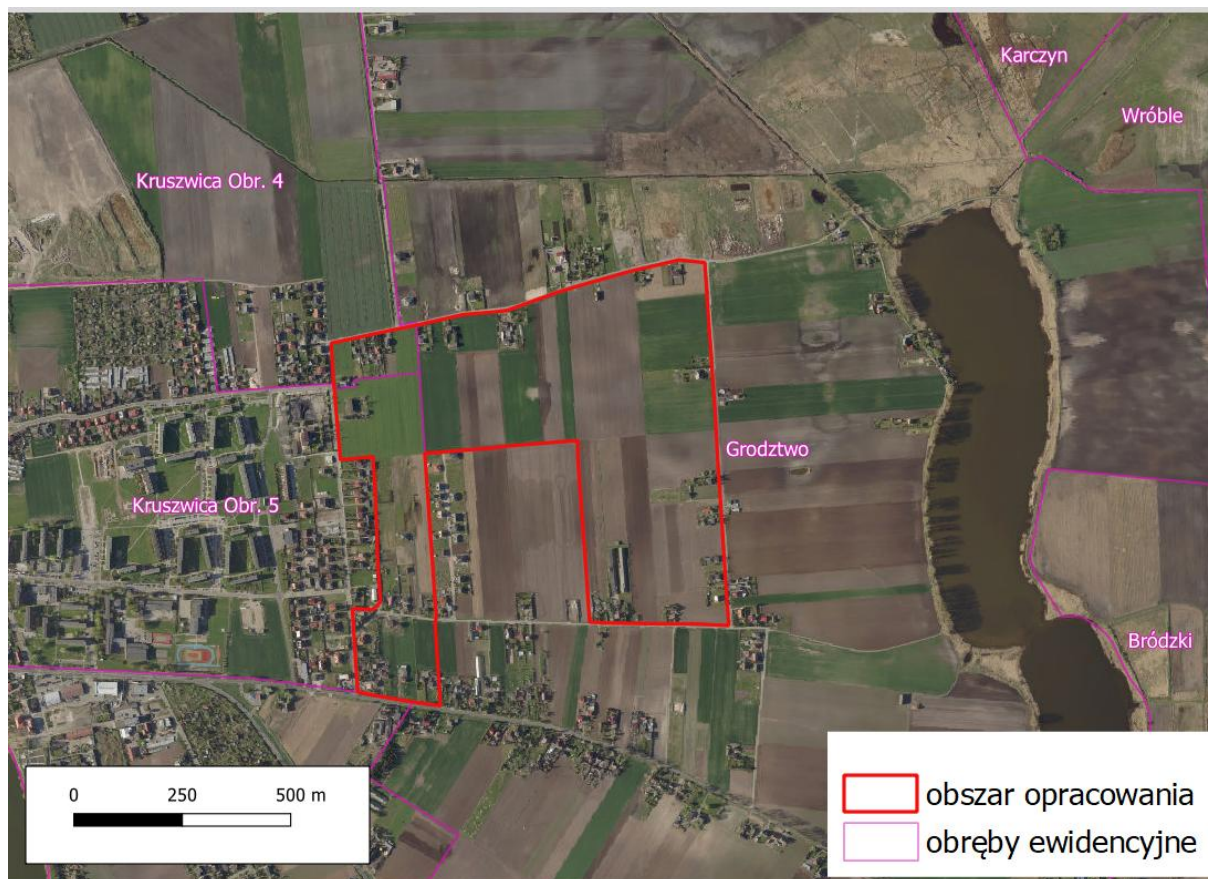 Karczyn
Wróble
Kruszwica Obr. 4
Grodztwo
Kruszwica Obr. 5
Bródzki
0 250 500 m
obszar opracowania
obręby ewidencyjne